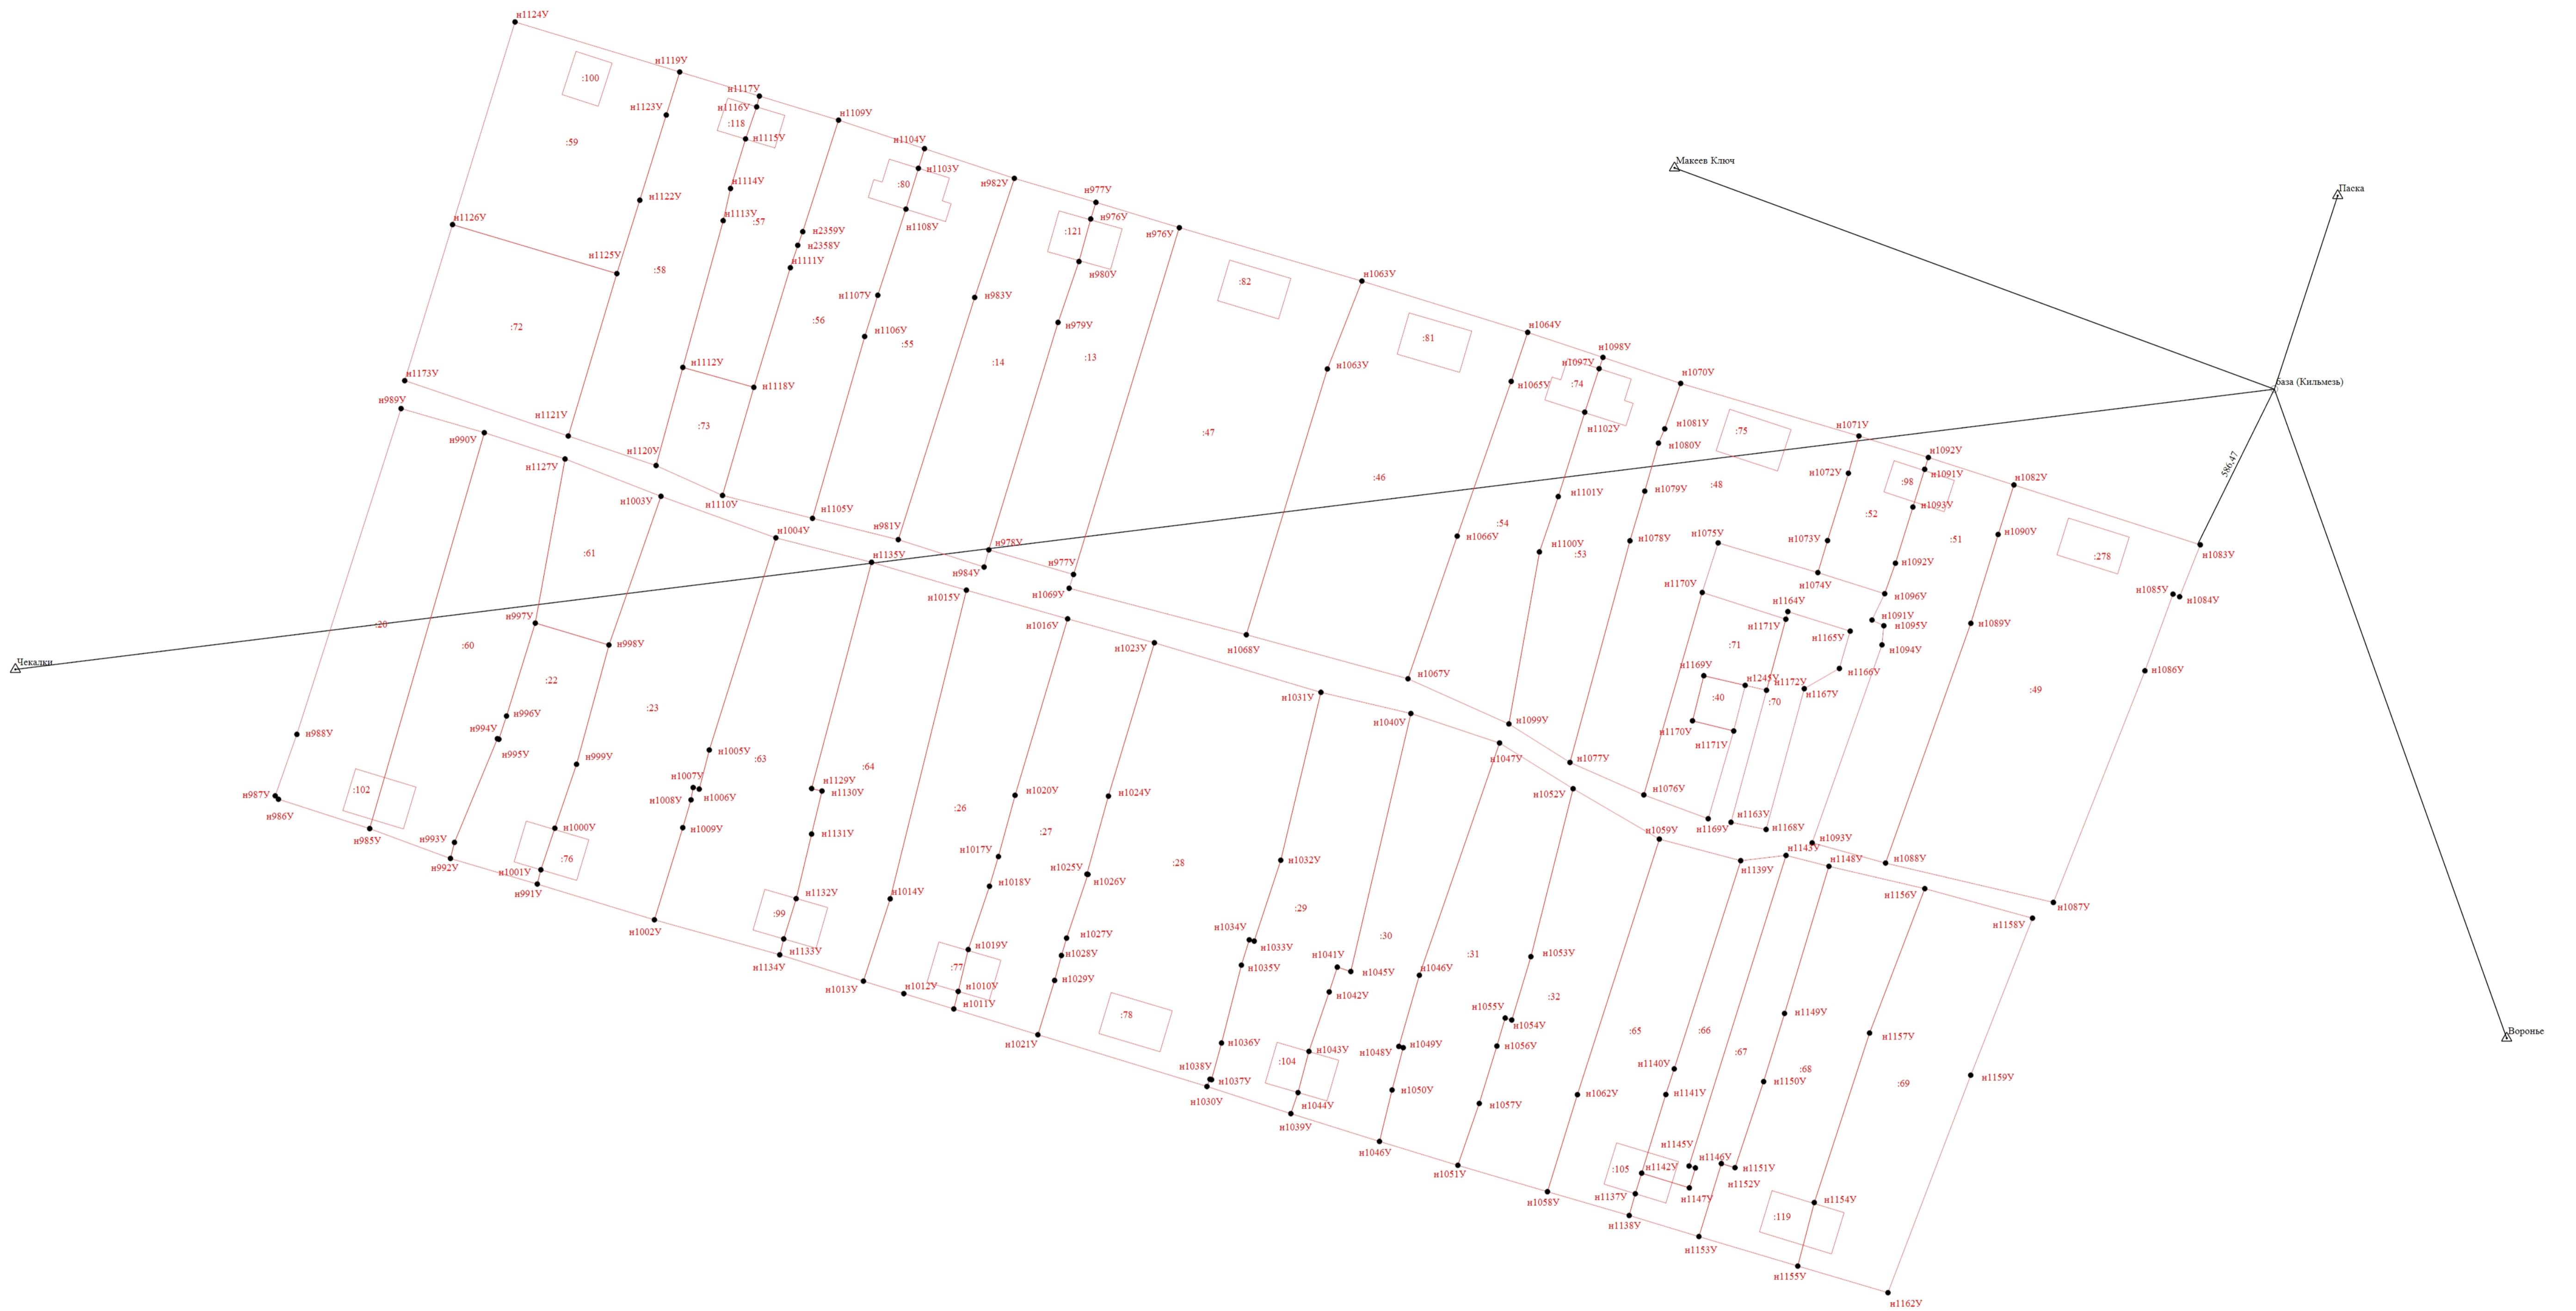 н1124У
н1119У
:100
н1117У
н1123У
н1116У
н1109У
:118
н1115У
:59
н1104У
Макеев Ключ
н1103У
н982У
:80
н1114У
н977У
Паска
н1122У
н1126У
н1113У
:57
н976У
н1108У
:121
н2359У
н976У
н2358У
н1125У
н1111У
:58
н980У
н1063У
:82
н1107У
н983У
:72
:56
н979У
н1064У
н1106У
:55
:81
н1098У
:14
:13
н1097У
н1112У
н1063У
н1070У
н1173У
н1118У
н1065У
:74
база (Кильмезь)
н989У
н1121У
:73
н1102У
н1071У
н1081У
:75
:47
н990У
н1080У
н1120У
н1092У
н1127У
н1072У
н1091У
586.47
:46
:98
н1082У
:48
н1079У
н1003У
н1101У
н1110У
н1105У
н1093У
:52
н981У
:54
н1004У
н1066У
н1090У
н1075У
н1073У
:51
н978У
н1078У
н1100У
:53
н1135У
:61
:278
н1083У
н977У
н984У
н1092У
н1074У
н1170У
н1069У
н1015У
н1096У
н1085У
н1084У
н1164У
н997У
:20
н1016У
н1171У
н1091У
н1095У
н1089У
н1165У
н998У
:60
н1023У
н1068У
:71
н1094У
Чекалки
н1169У
н1067У
н1166У
н1086У
:22
н1245У
н1172У
н1167У
:49
:40
:70
н1031У
:23
н996У
н1040У
н1099У
н994У
н1170У
н988У
н995У
н1171У
н1005У
:63
н1047У
н999У
:64
н1077У
н1007У
н1129У
:102
н1130У
н1052У
н1020У
н1024У
н1076У
н987У
н1008У
н1006У
:26
н986У
н1163У
н1168У
н1169У
н1000У
н1009У
н1131У
:27
н1059У
н1093У
н985У
н993У
н1143У
н1017У
:76
:28
н1032У
н1148У
н1088У
н992У
н1001У
н1025У
н1139У
н1026У
н991У
н1018У
н1014У
н1132У
н1156У
н1087У
:99
:29
н1158У
н1002У
н1034У
н1027У
:30
н1133У
н1019У
н1033У
н1028У
н1041У
:31
н1053У
н1134У
:77
н1035У
н1045У
н1046У
н1013У
н1012У
н1010У
н1029У
н1042У
:32
н1011У
н1055У
:78
н1149У
н1054У
Воронье
:65
:66
н1157У
н1021У
н1036У
н1056У
н1043У
н1048У
н1049У
:67
:104
н1140У
:68
н1038У
н1159У
н1037У
н1150У
:69
н1050У
н1062У
н1141У
н1030У
н1044У
н1057У
н1039У
н1145У
н1046У
н1146У
н1051У
:105
н1142У
н1151У
н1152У
н1058У
н1137У
н1147У
н1154У
:119
н1138У
н1153У
н1155У
н1162У